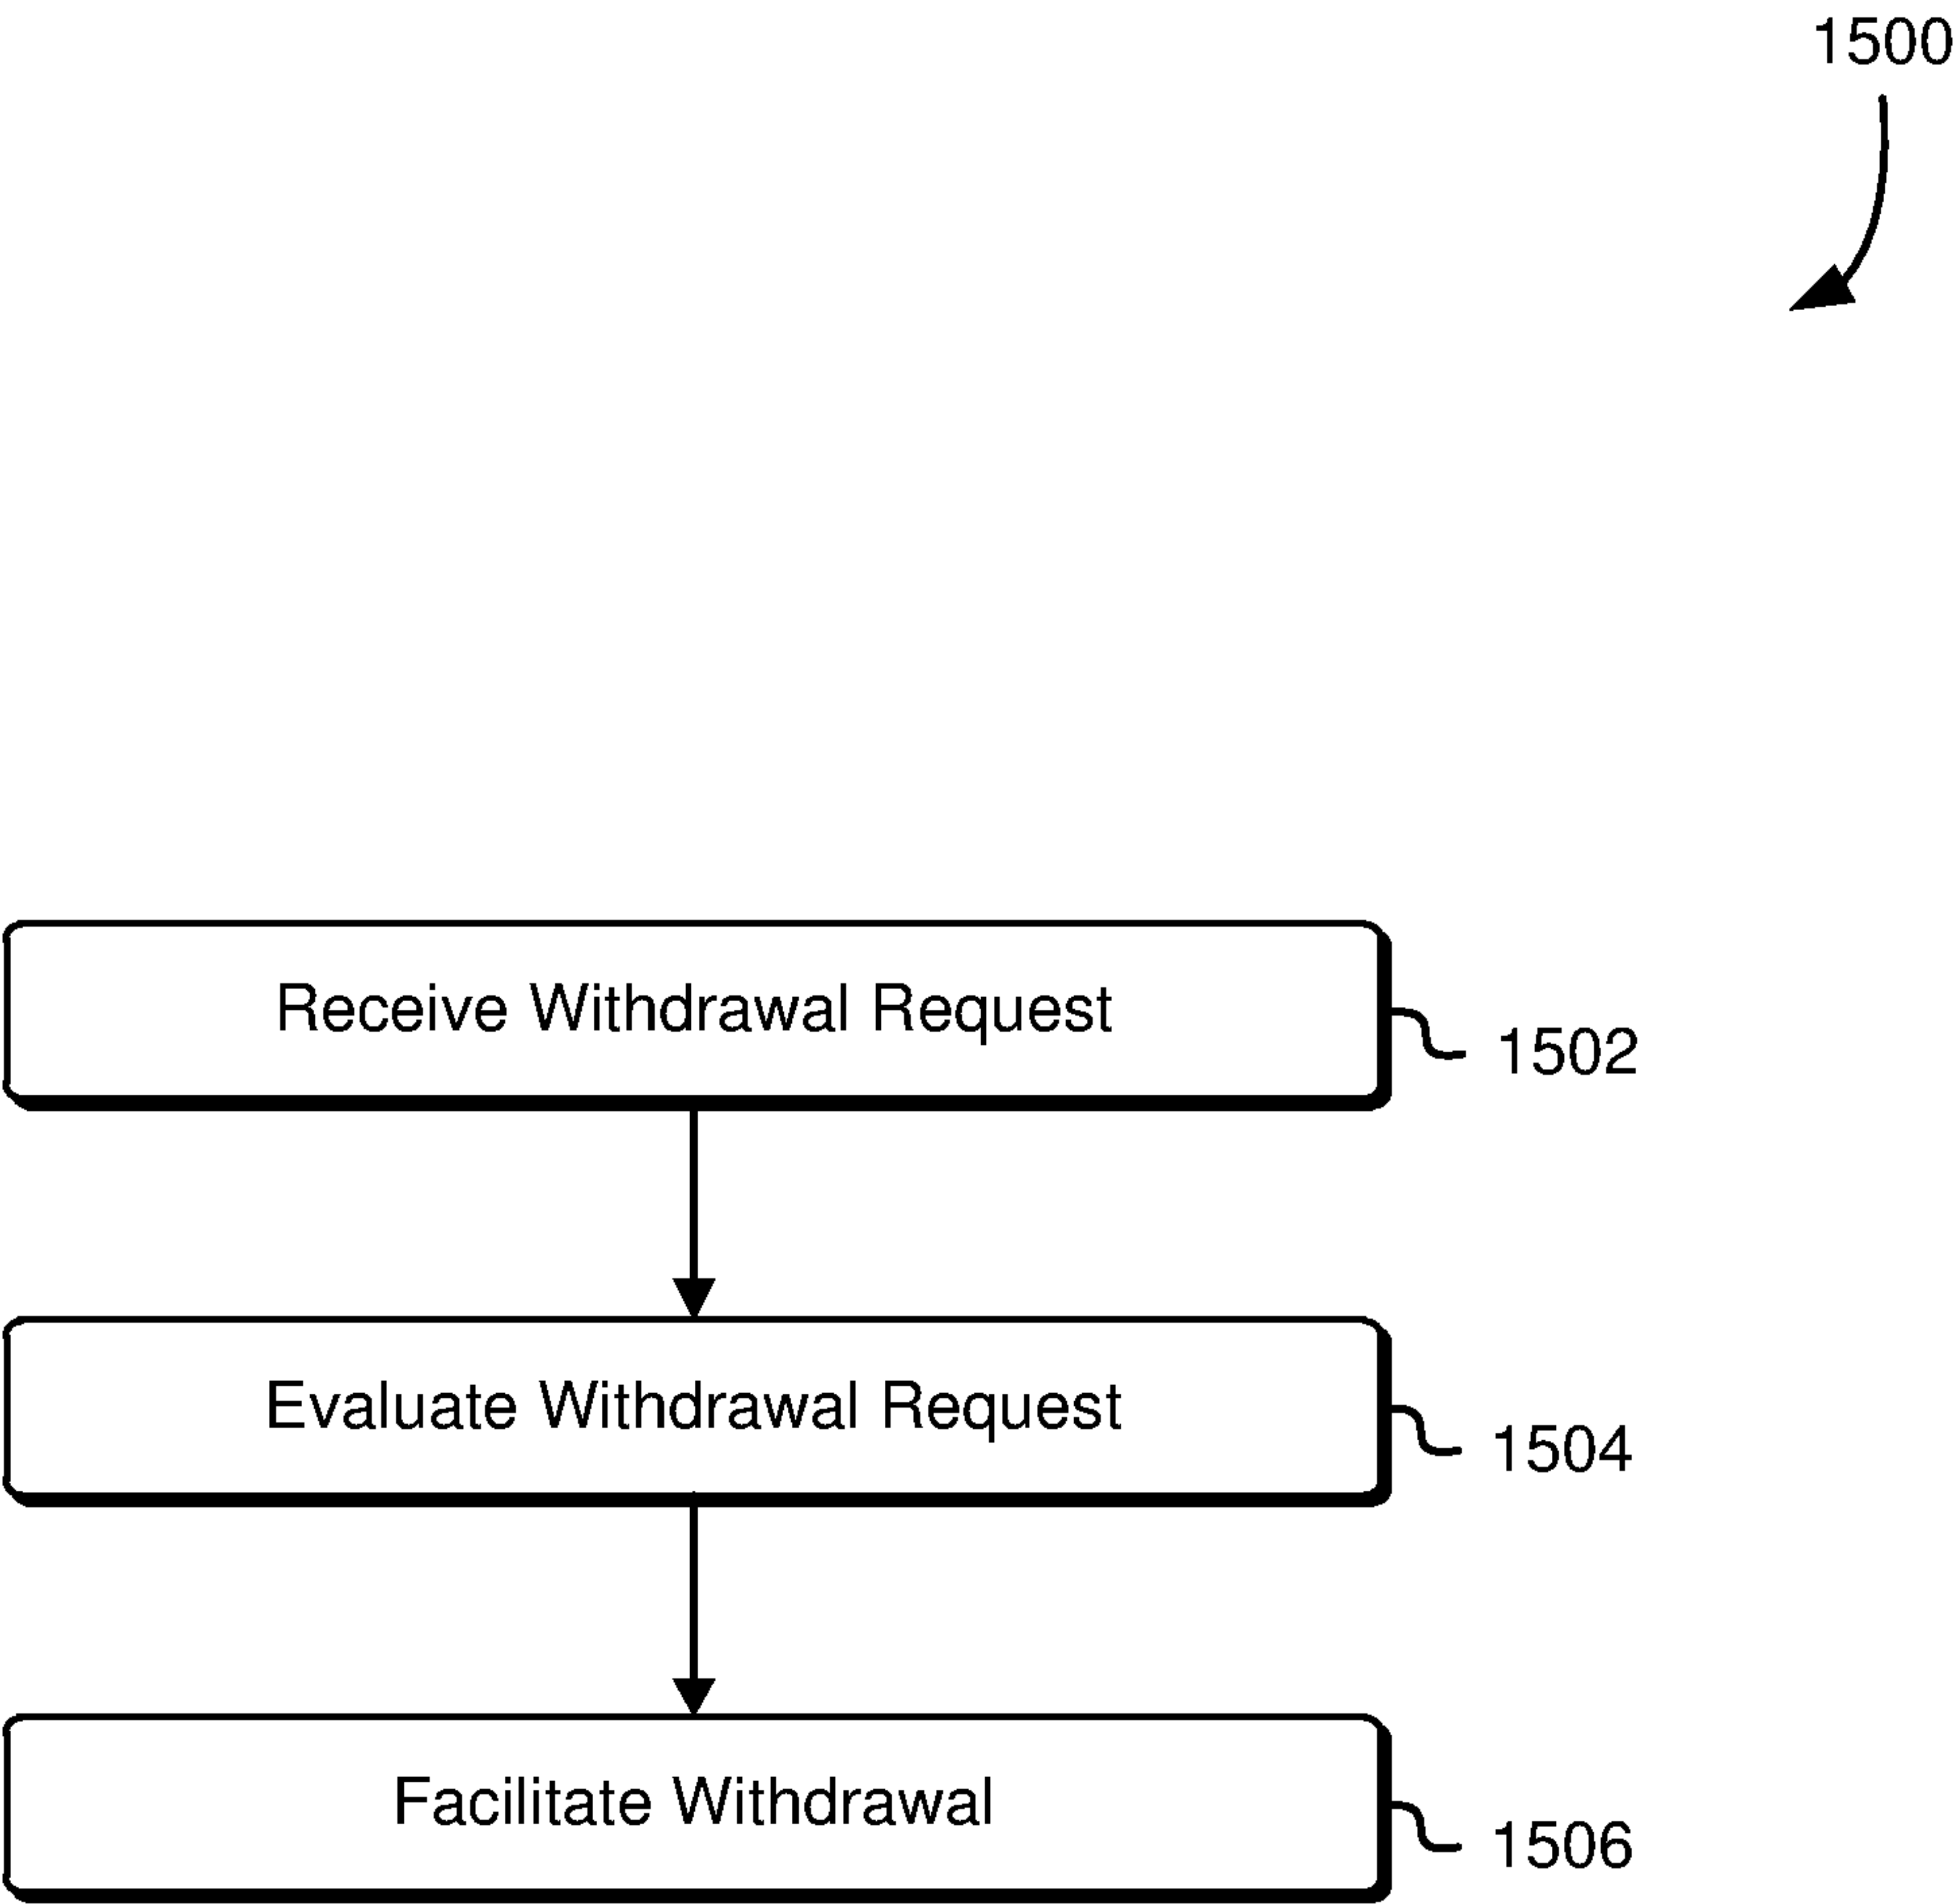 1500
Receive Withdrawal Request
1502
Evaluate Withdrawal Request
1504
Facilitate Withdrawal
1506